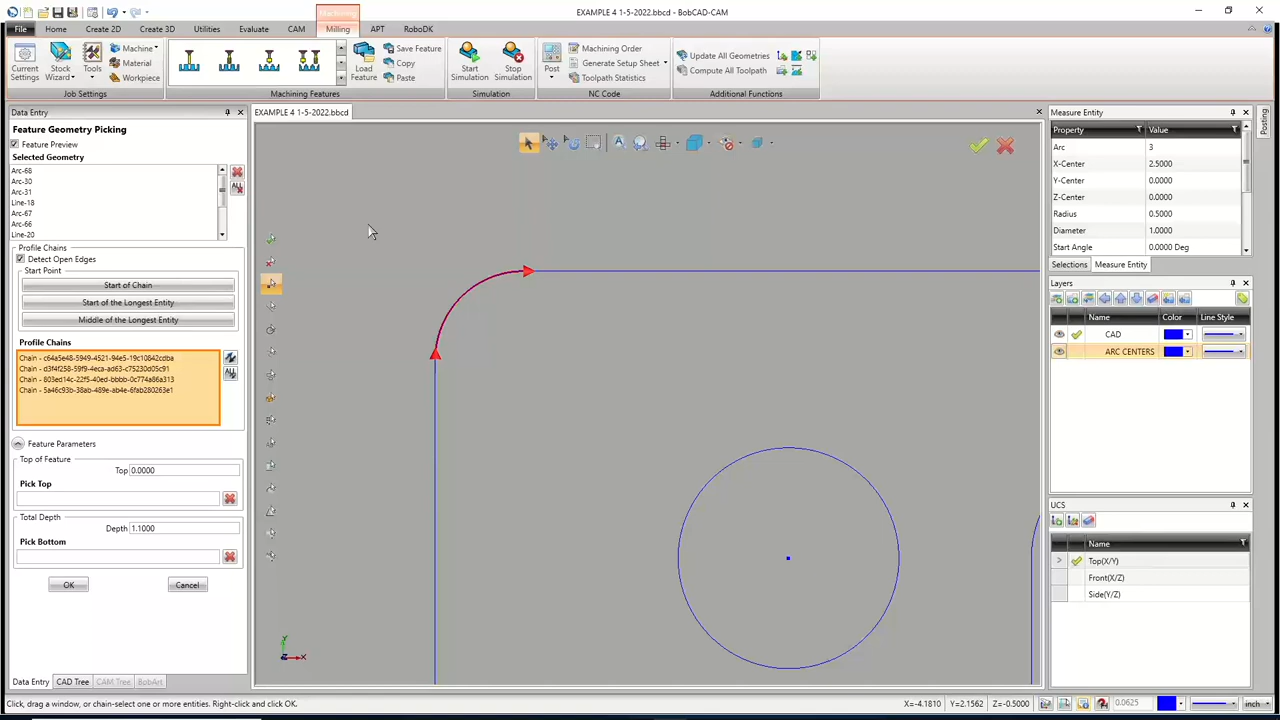 EXAMPLE 4 1-5-2022.bbcd - BobCAD-CAM
Machining
File Home Create 2D Create 3D Utilities Evaluate CAM Milling APT RoboDK
Current Settings
Stock Wizard
Tools
Machine
Material
Workpiece
Job Settings
Load Feature
Save Feature
Copy
Paste
Machining Features
Start Simulation
Stop Simulation
Simulation
Post
Machining Order
Generate Setup Sheet
Toolpath Statistics
NC Code
Update All Geometries
Compute All Toolpath
Additional Functions
Data Entry
Feature Geometry Picking
Feature Preview
Selected Geometry
Arc-68
Arc-30
Arc-31
Line-18
Arc-67
Arc-66
Line-20
Profile Chains
Detect Open Edges
Start Point
Start of Chain
Start of the Longest Entity
Middle of the Longest Entity
Profile Chains
Chain - c64a5e48-5949-4521-94e5-19c10842cdba
Chain - d3f4f258-59f9-4eca-ad63-c75230d05c91
Chain - 803ed14c-22f5-40ed-bbbb-0c774a86a313
Chain - 5a46c93b-38ab-489e-ab4e-6fab280263e1
Feature Parameters
Top of Feature
Top 0.0000
Pick Top
Total Depth
Depth 1.1000
Pick Bottom
OK Cancel
Data Entry CAD Tree CAM Tree BobArt
EXAMPLE 4 1-5-2022.bbcd
Measure Entity
Property Value
Arc 3
X-Center 2.5000
Y-Center 0.0000
Z-Center 0.0000
Radius 0.5000
Diameter 1.0000
Start Angle 0.0000 Deg
Selections Measure Entity
Posting
Layers
Name Color Line Style
CAD
ARC CENTERS
UCS
Name
Top(X/Y)
Front(X/Z)
Side(Y/Z)
Click, drag a window, or chain-select one or more entities. Right-click and click OK.
X=-4.1810 Y=2.1562 Z=-0.5000 0.0625 inch